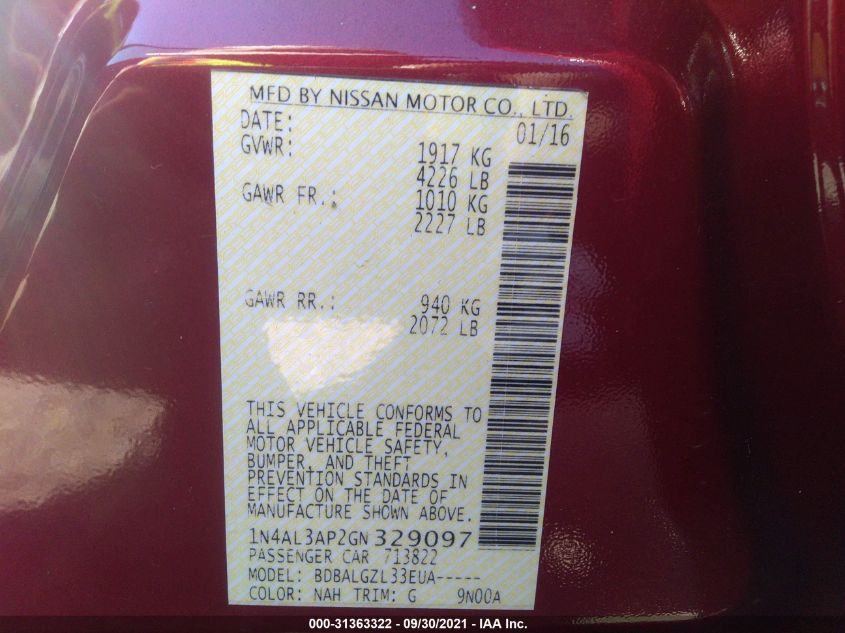 MFD BY NISSAN MOTOR CO., LTD.
DATE: 01/16
GVWR: 1917 KG
4226 LB
GAWR FR.: 1010 KG
2227 LB
GAWR RR.: 940 KG
2072 LB
THIS VEHICLE CONFORMS TO
ALL APPLICABLE FEDERAL
MOTOR VEHICLE SAFETY,
BUMPER, AND THEFT
PREVENTION STANDARDS IN
EFFECT ON THE DATE OF
MANUFACTURE SHOWN ABOVE.
1N4AL3AP2GN329097
PASSENGER CAR 713822
MODEL: BDBALGZL33EUA-----
COLOR: NAH TRIM: G 9N00A
000-31363322 - 09/30/2021 - IAA Inc.